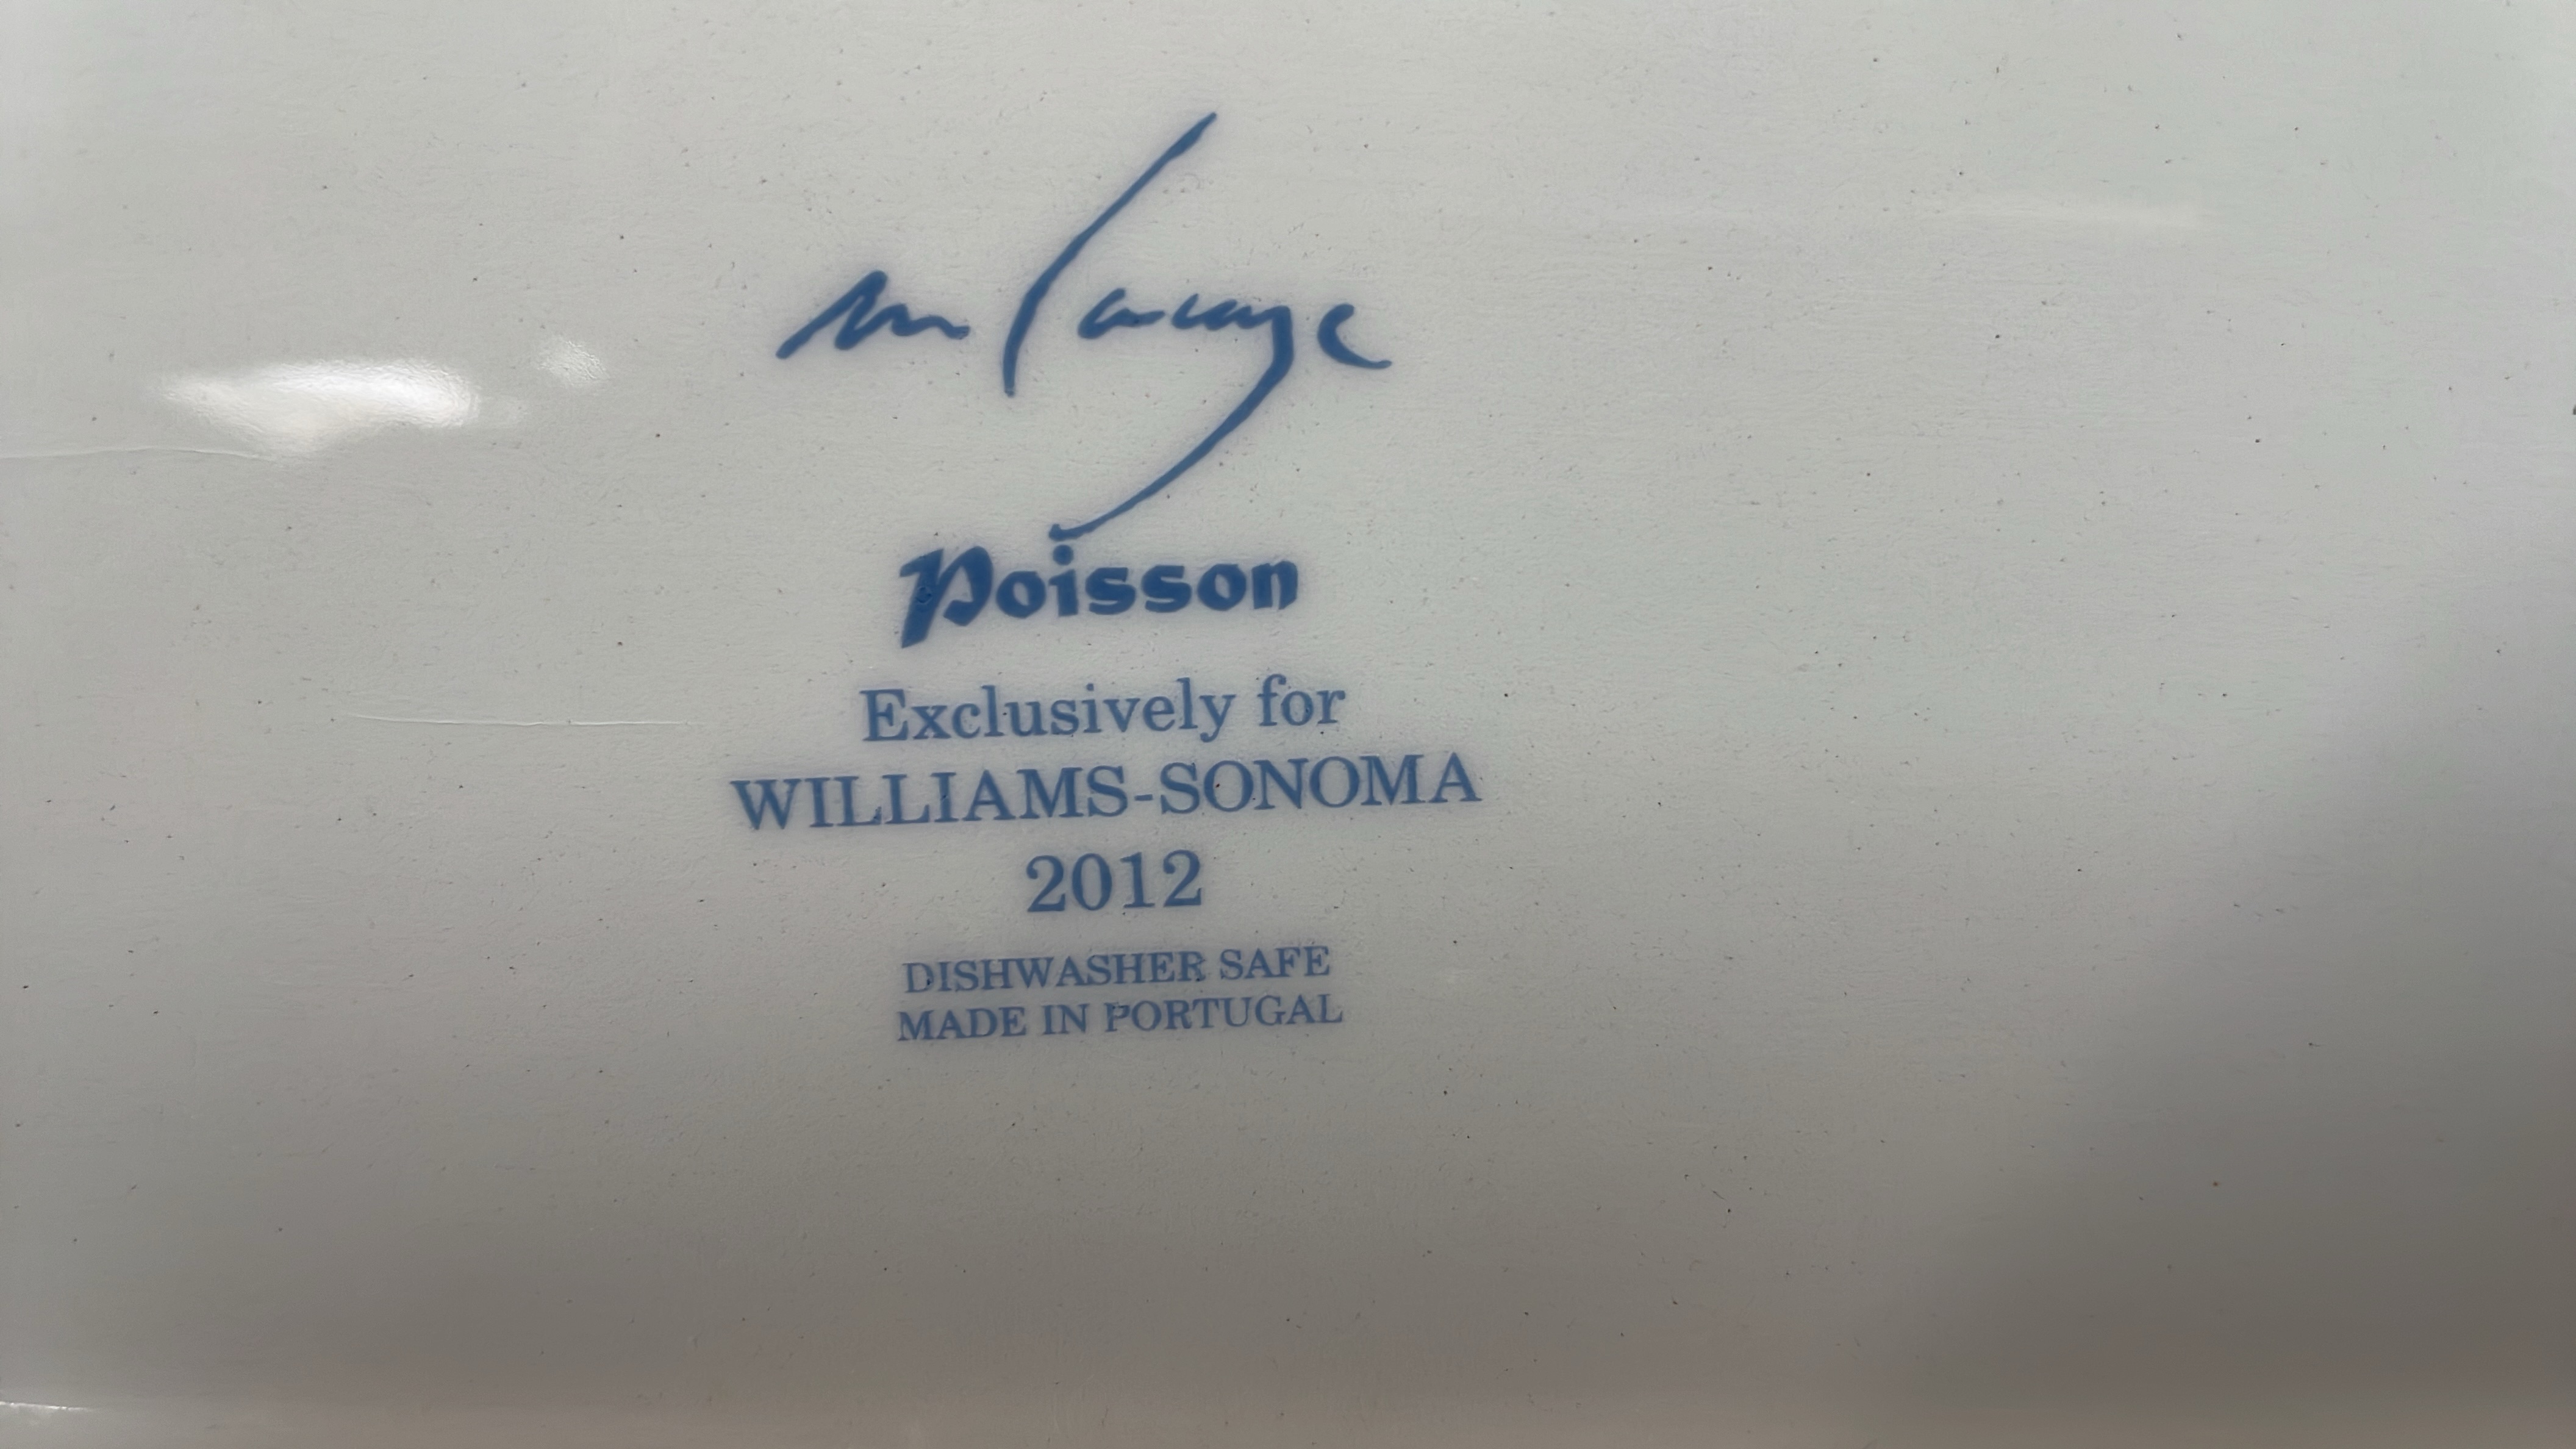 Poisson
Exclusively for
WILLIAMS-SONOMA
2012
DISHWASHER SAFE
MADE IN PORTUGAL